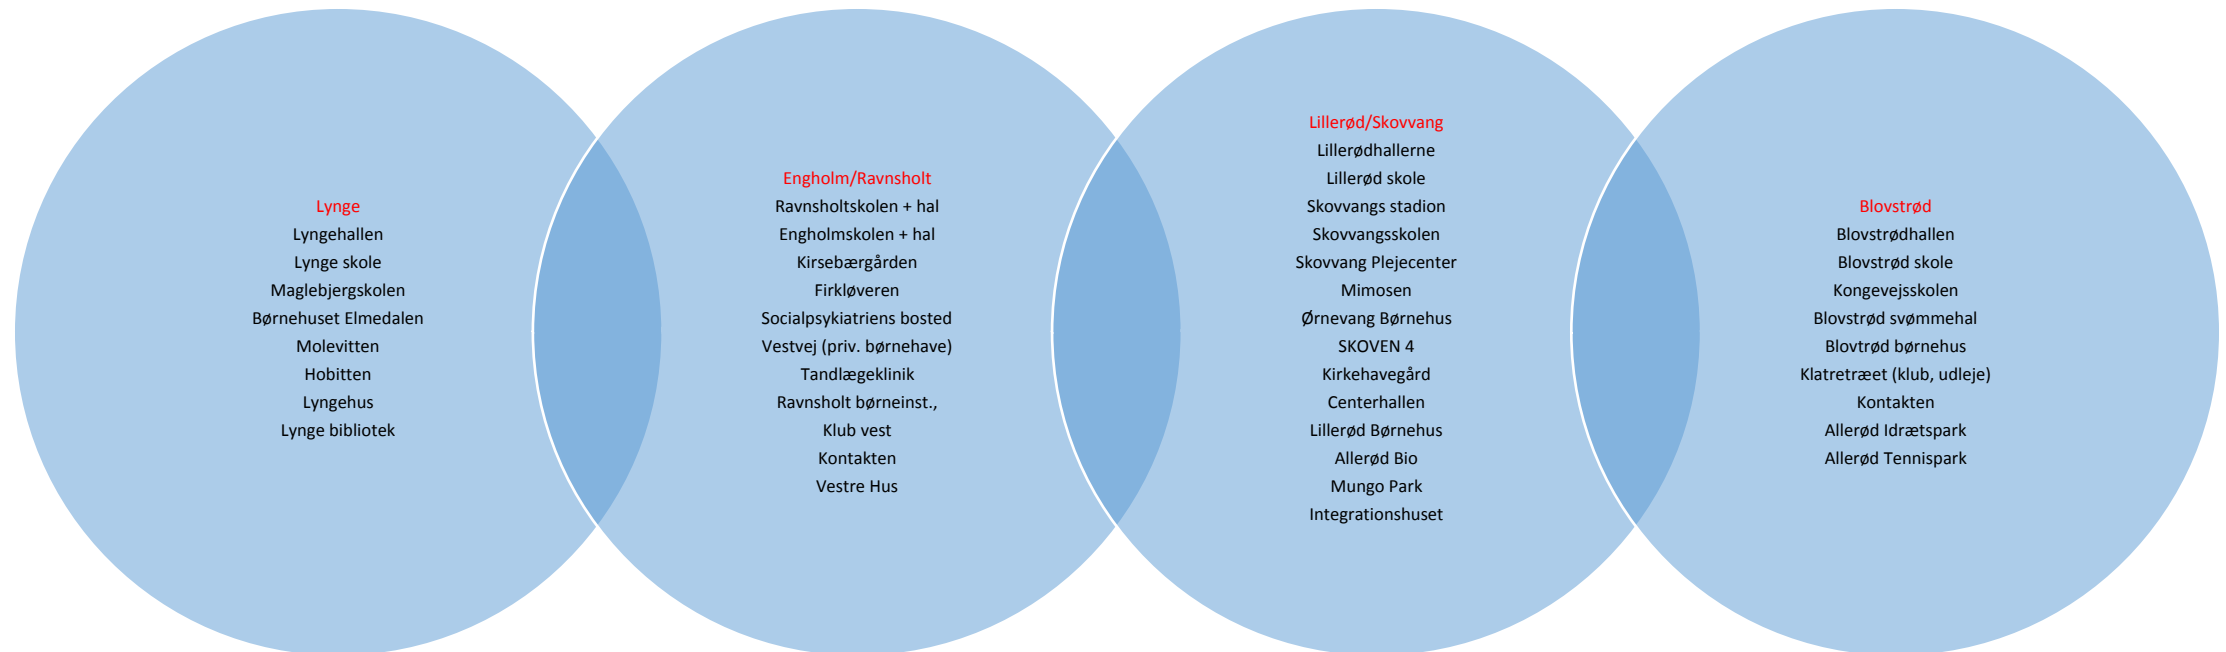 Lynge
Lyngehallen
Lynge skole
Maglebjergskolen
Børnehuset Elmedalen
Molevitten
Hobitten
Lyngehus
Lynge bibliotek
Engholm/Ravnsholt
Ravnsholtskolen + hal
Engholmskolen + hal
Kirsebærgården
Firkløveren
Socialpsykiatriens bosted
Vestvej (priv. børnehave)
Tandlægeklinik
Ravnsholt børneinst.,
Klub vest
Kontakten
Vestre Hus
Lillerød/Skovvang
Lillerødhallerne
Lillerød skole
Skovvangs stadion
Skovvangsskolen
Skovvang Plejecenter
Mimosen
Ørnevang Børnehus
SKOVEN 4
Kirkehavegård
Centerhallen
Lillerød Børnehus
Allerød Bio
Mungo Park
Integrationshuset
Blovstrød
Blovstrødhallen
Blovstrød skole
Kongevejsskolen
Blovstrød svømmehal
Blovtrød børnehus
Klatretræet (klub, udleje)
Kontakten
Allerød Idrætspark
Allerød Tennispark